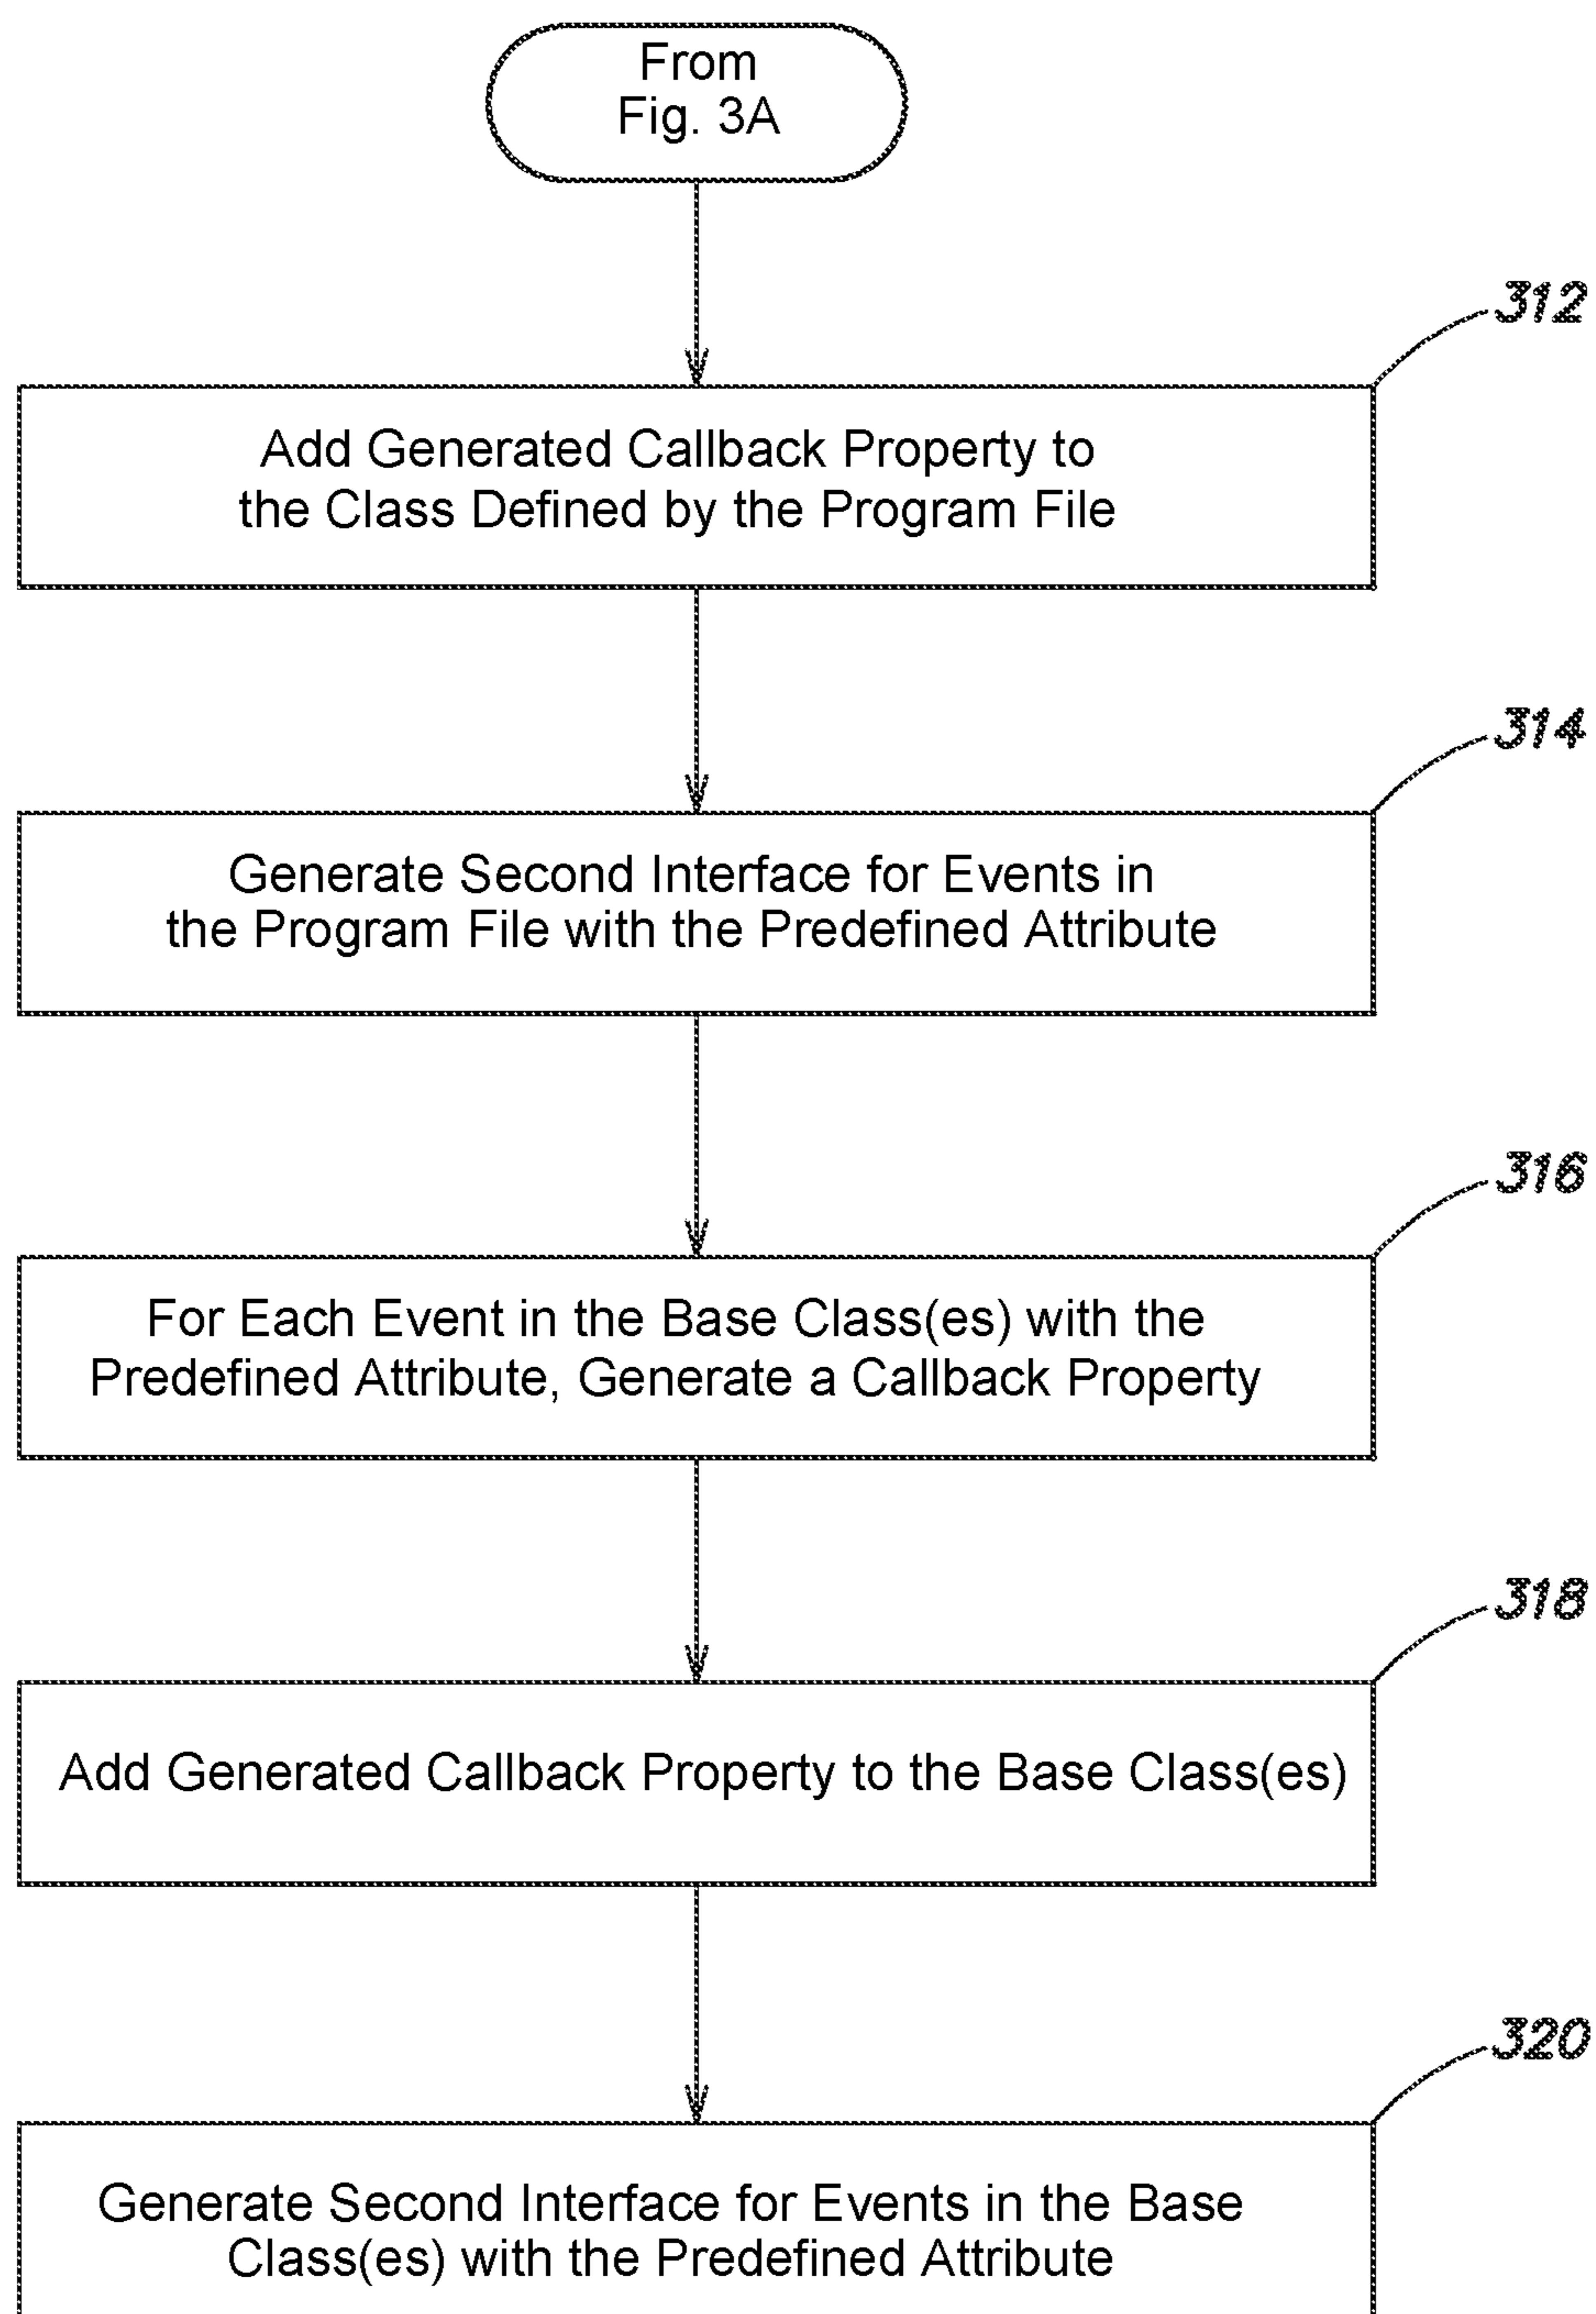 From
Fig. 3A
312
Add Generated Callback Property to
the Class Defined by the Program File
314
Generate Second Interface for Events in
the Program File with the Predefined Attribute
316
For Each Event in the Base Class(es) with the
Predefined Attribute, Generate a Callback Property
318
Add Generated Callback Property to the Base Class(es)
320
Generate Second Interface for Events in the Base
Class(es) with the Predefined Attribute